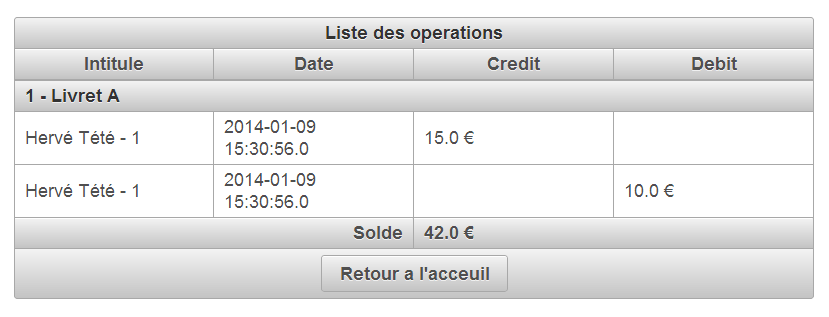 Liste des operations
Intitule Date Credit Debit
1 - Livret A
Hervé Tété - 1 2014-01-09 15:30:56.0 15.0 €
Hervé Tété - 1 2014-01-09 15:30:56.0 10.0 €
Solde 42.0 €
Retour a l'acceuil